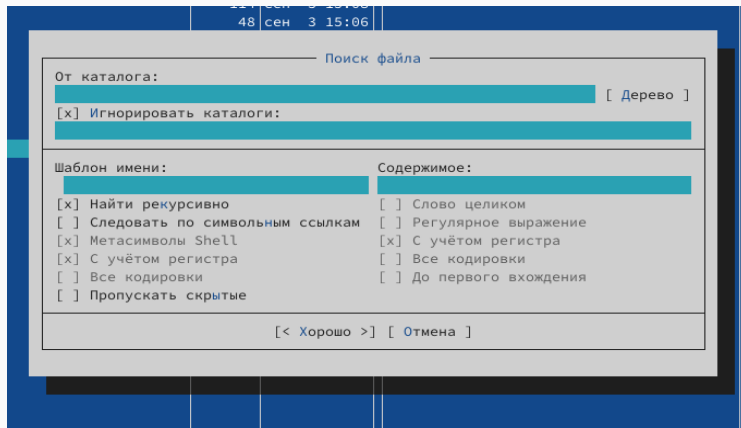 48 сен 3 15:06
Поиск файла
От каталога:
[ Дерево ]
[x] Игнорировать каталоги:
Шаблон имени:
Содержимое:
[x] Найти рекурсивно
[ ] Слово целиком
[ ] Следовать по символьным ссылкам
[ ] Регулярное выражение
[x] Метасимволы Shell
[x] С учётом регистра
[x] С учётом регистра
[ ] Все кодировки
[ ] Все кодировки
[ ] До первого вхождения
[ ] Пропускать скрытые
[< Хорошо >] [ Отмена ]